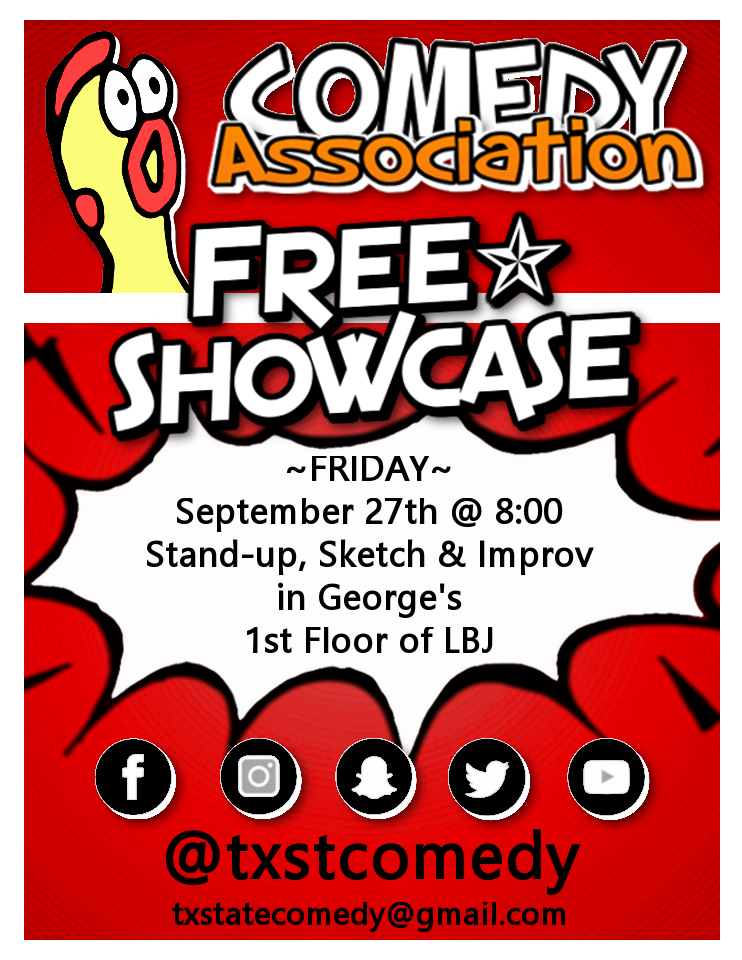 COMEDY
Association
FREE
SHOWCASE
~FRIDAY~
September 27th @ 8:00
Stand-up, Sketch & Improv
in George's
1st Floor of LBJ
@txstcomedy
txstatecomedy@gmail.com